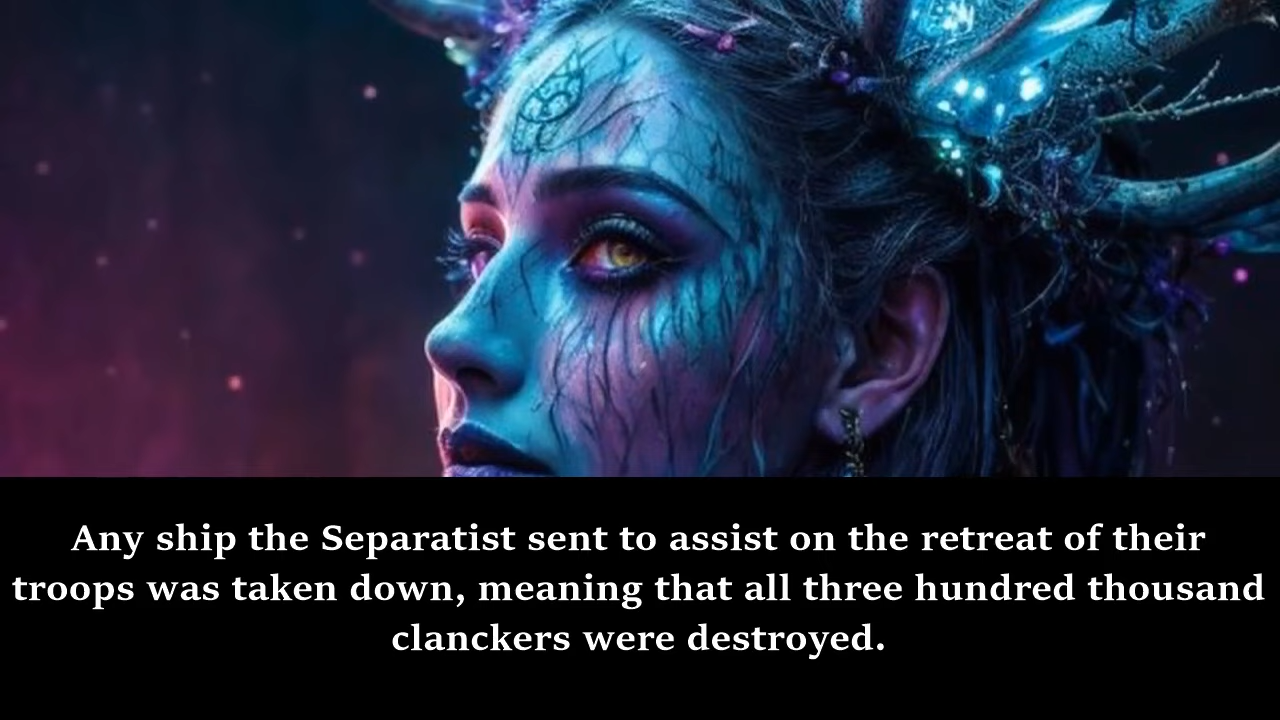 Any ship the Separatist sent to assist on the retreat of their
troops was taken down, meaning that all three hundred thousand
clanckers were destroyed.